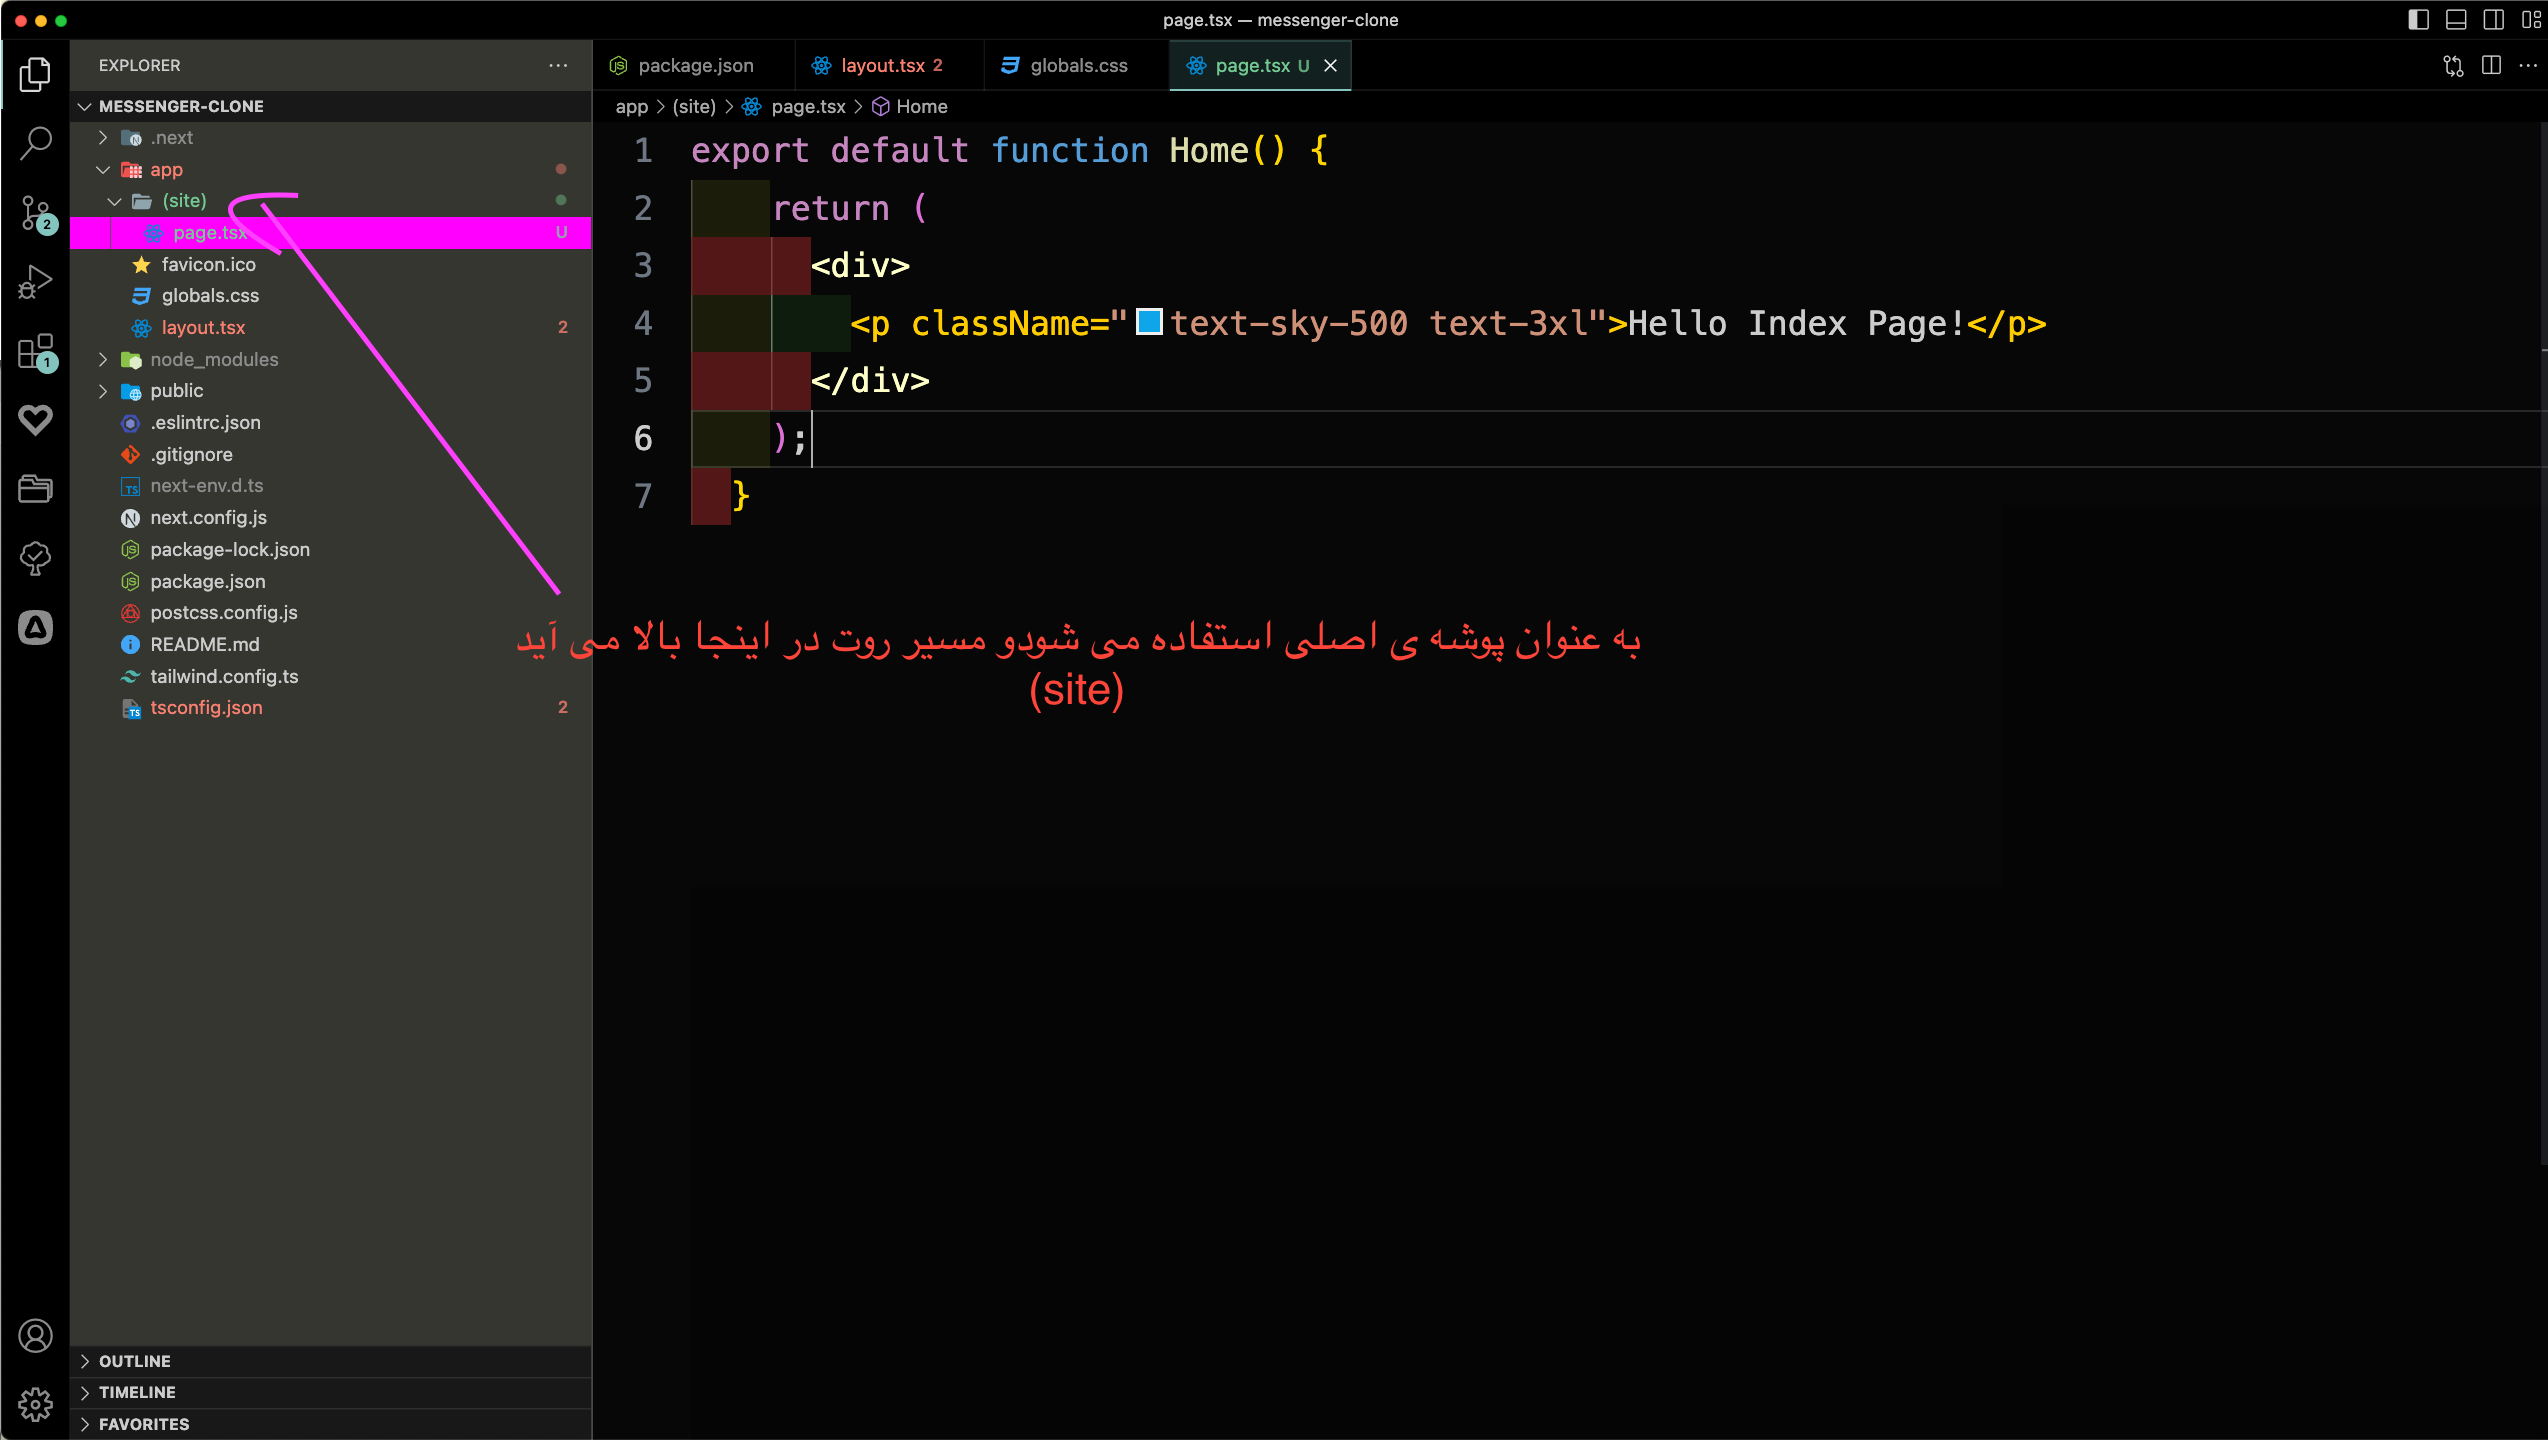 page.tsx — messenger-clone
EXPLORER
MESSENGER-CLONE
.next
app
(site)
page.tsx U
favicon.ico
globals.css
layout.tsx 2
node_modules
public
.eslintrc.json
.gitignore
next-env.d.ts
next.config.js
package-lock.json
package.json
postcss.config.js
README.md
tailwind.config.ts
tsconfig.json 2
OUTLINE
TIMELINE
FAVORITES
2
1
package.json layout.tsx 2 globals.css page.tsx U
app > (site) > page.tsx > Home
1 export default function Home() {
2 return (
3 <div>
4 <p className="text-sky-500 text-3xl">Hello Index Page!</p>
5 </div>
6 );
7 }
به عنوان پوشه ی اصلی استفاده می شودو مسیر روت در اینجا بالا می آید
(site)